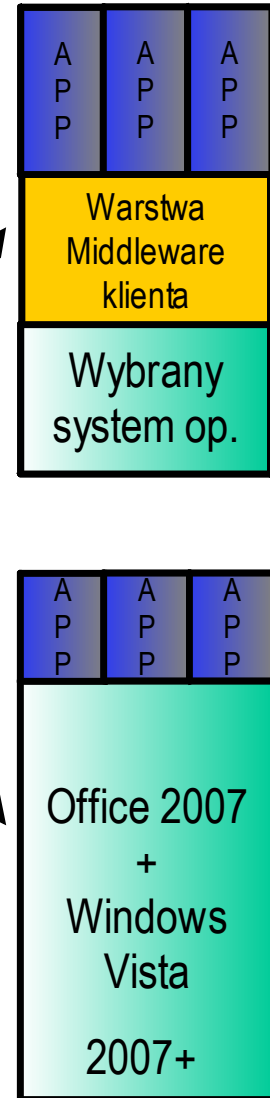 A A A
P P P
P P P
Warstwa
Middleware
klienta
Wybrany
system op.
A A A
P P P
P P P
Office 2007
+
Windows
Vista
2007+